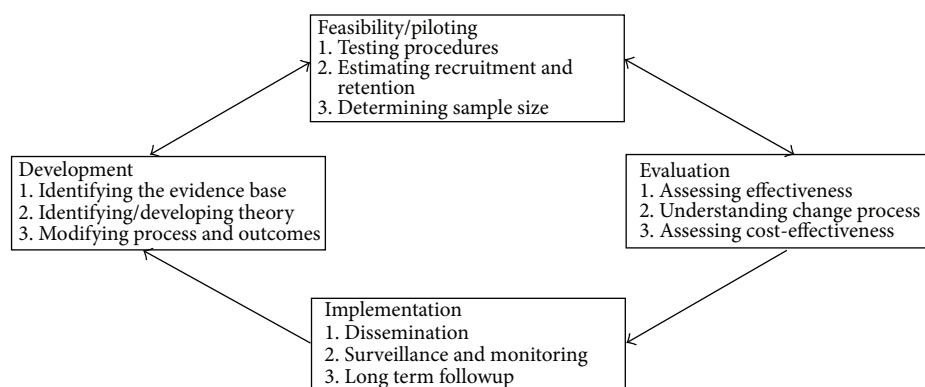 Feasibility/piloting
1. Testing procedures
2. Estimating recruitment and
retention
3. Determining sample size
Development
1. Identifying the evidence base
2. Identifying/developing theory
3. Modifying process and outcomes
Evaluation
1. Assessing effectiveness
2. Understanding change process
3. Assessing cost-effectiveness
Implementation
1. Dissemination
2. Surveillance and monitoring
3. Long term followup